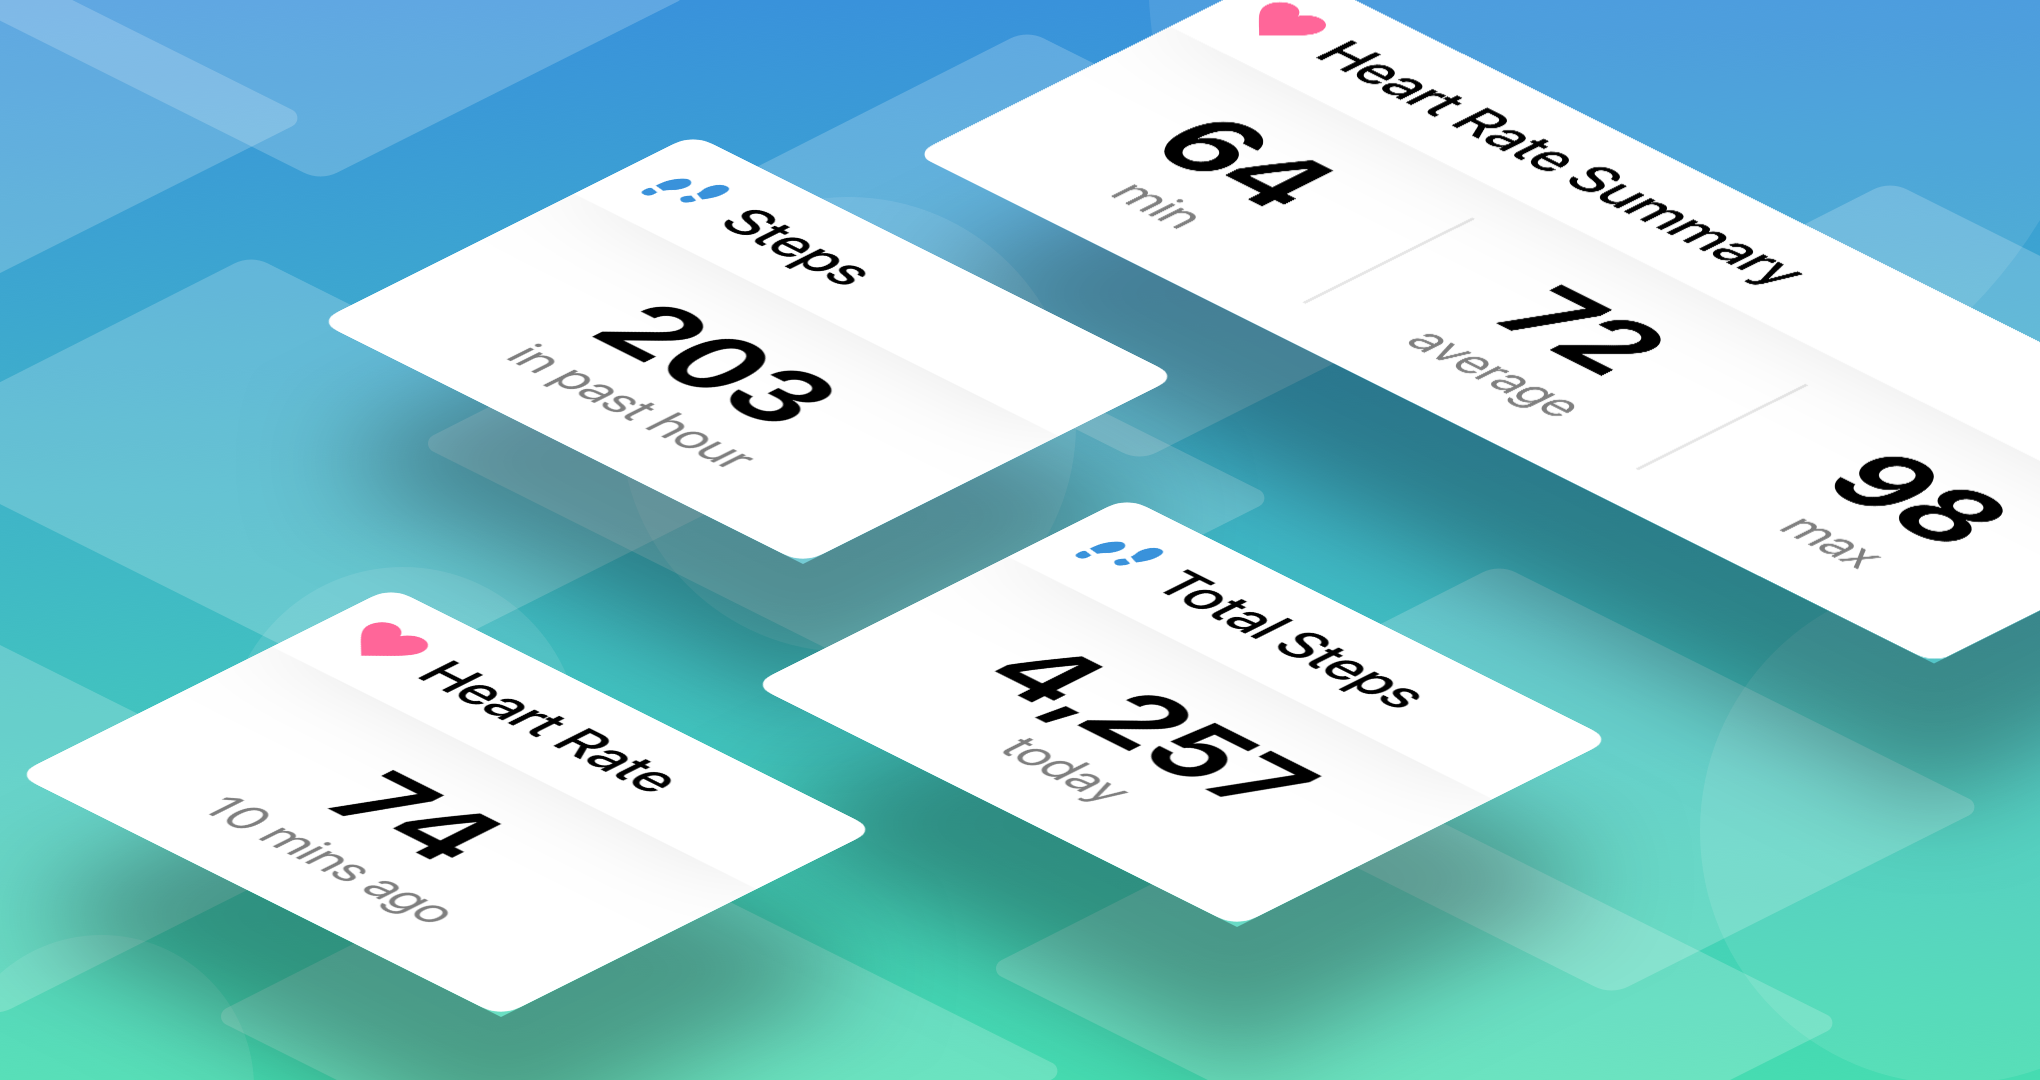 Heart Rate Summary
64
min
72
average
98
max
Steps
203
in past hour
Total Steps
4,257
today
Heart Rate
74
10 mins ago